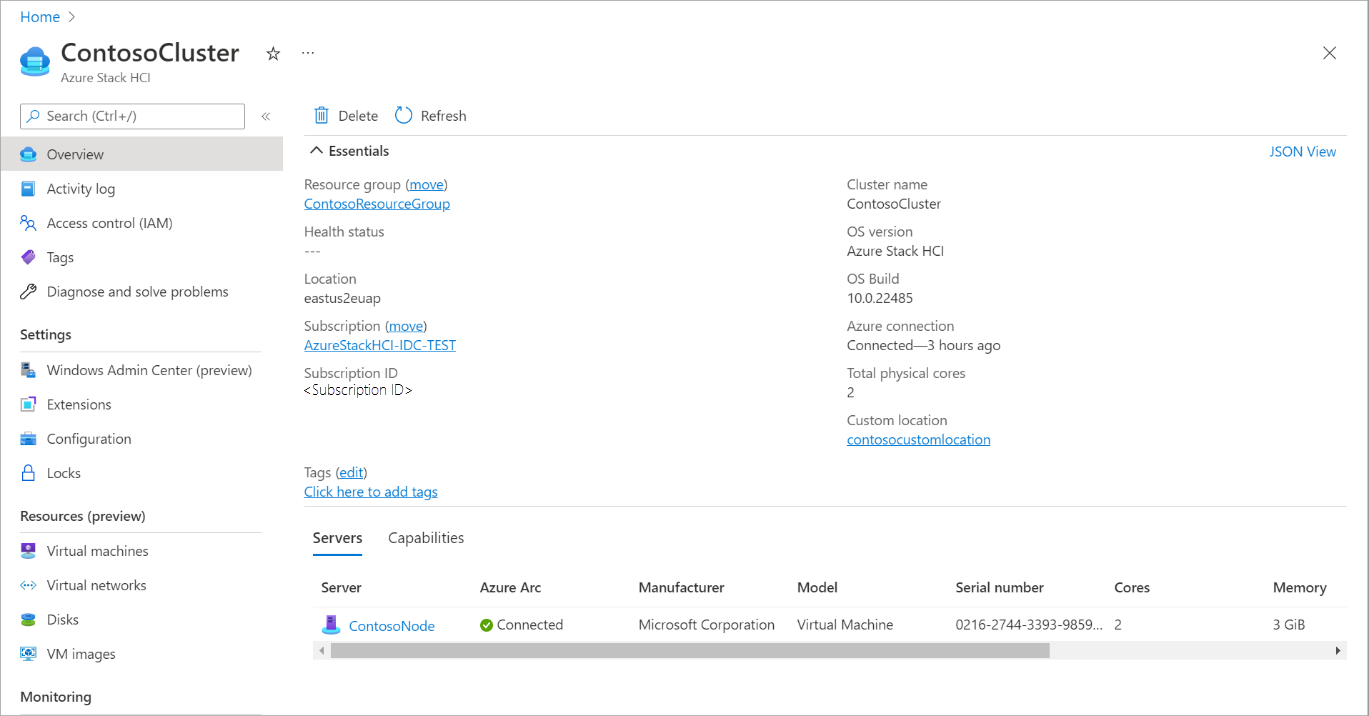 Home
ContosoCluster
Azure Stack HCI
Search (Ctrl+/)
Overview
Activity log
Access control (IAM)
Tags
Diagnose and solve problems
Settings
Windows Admin Center (preview)
Extensions
Configuration
Locks
Resources (preview)
Virtual machines
Virtual networks
Disks
VM images
Monitoring
Delete Refresh
Essentials
JSON View
Resource group (move)
ContosoResourceGroup
Health status
---
Location
eastus2euap
Subscription (move)
AzureStackHCI-IDC-TEST
Subscription ID
<Subscription ID>
Cluster name
ContosoCluster
OS version
Azure Stack HCI
OS Build
10.0.22485
Azure connection
Connected—3 hours ago
Total physical cores
2
Custom location
contosocustomlocation
Tags (edit)
Click here to add tags
Servers Capabilities
Server Azure Arc Manufacturer Model Serial number Cores Memory
ContosoNode Connected Microsoft Corporation Virtual Machine 0216-2744-3393-9859... 2 3 GiB